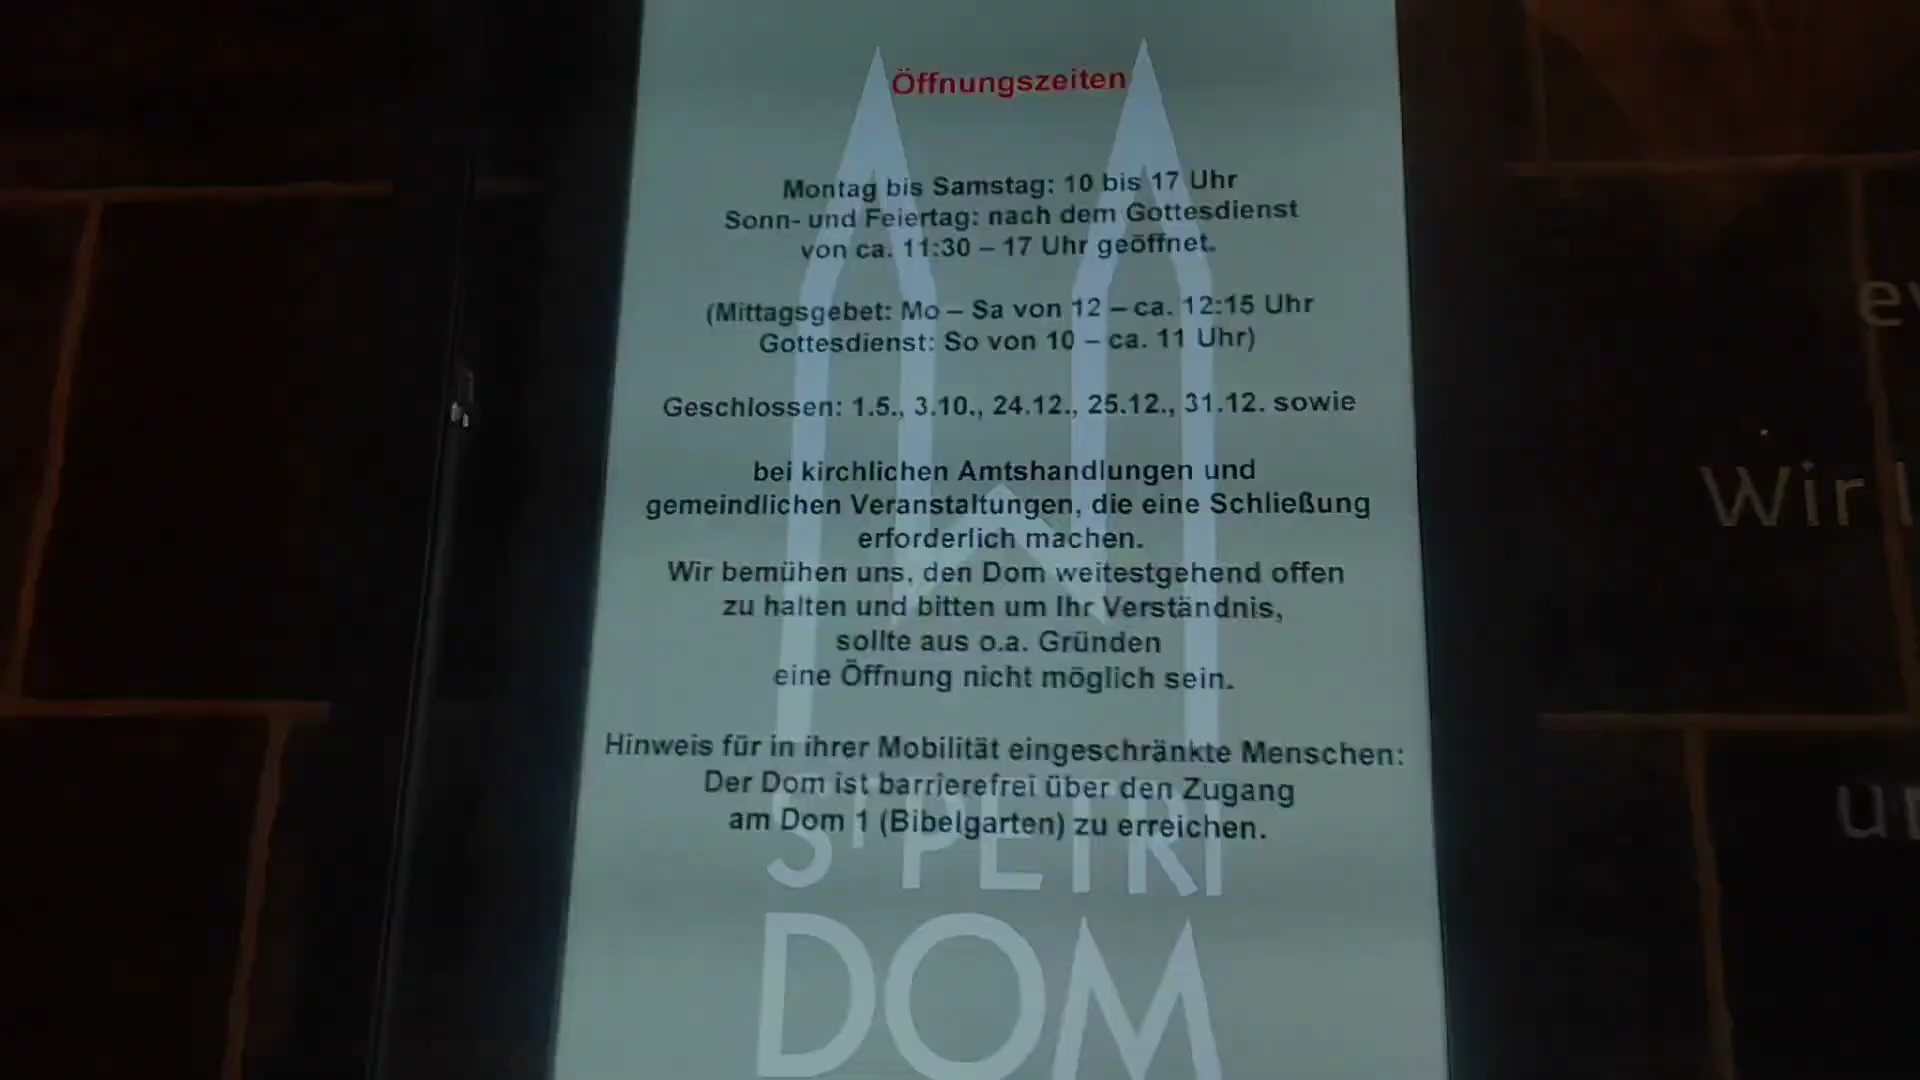 Öffnungszeiten
Montag bis Samstag: 10 bis 17 Uhr
Sonn- und Feiertag: nach dem Gottesdienst
von ca. 11:30 – 17 Uhr geöffnet.
(Mittagsgebet: Mo – Sa von 12 – ca. 12:15 Uhr
Gottesdienst: So von 10 – ca. 11 Uhr)
Geschlossen: 1.5., 3.10., 24.12., 25.12., 31.12. sowie
bei kirchlichen Amtshandlungen und
gemeindlichen Veranstaltungen, die eine Schließung
erforderlich machen.
Wir bemühen uns, den Dom weitestgehend offen
zu halten und bitten um Ihr Verständnis,
sollte aus o.a. Gründen
eine Öffnung nicht möglich sein.
Hinweis für in ihrer Mobilität eingeschränkte Menschen:
Der Dom ist barrierefrei über den Zugang
am Dom 1 (Bibelgarten) zu erreichen.
ST PETRI
DOM
Wir